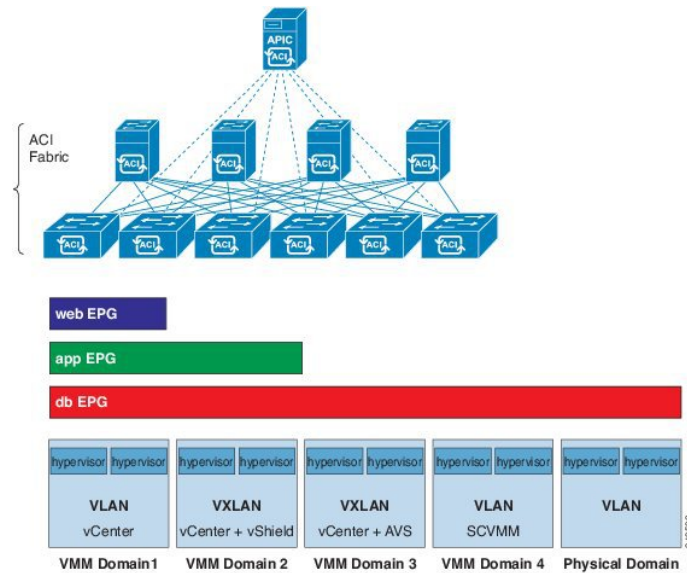 APIC
ACI
ACI
Fabric
ACI ACI ACI ACI
ACI ACI ACI ACI ACI ACI
web EPG
app EPG
db EPG
hypervisor hypervisor hypervisor hypervisor hypervisor hypervisor hypervisor hypervisor hypervisor hypervisor
VLAN VXLAN VXLAN VLAN VLAN
vCenter vCenter + vShield vCenter + AVS SCVMM
VMM Domain1 VMM Domain 2 VMM Domain 3 VMM Domain 4 Physical Domain